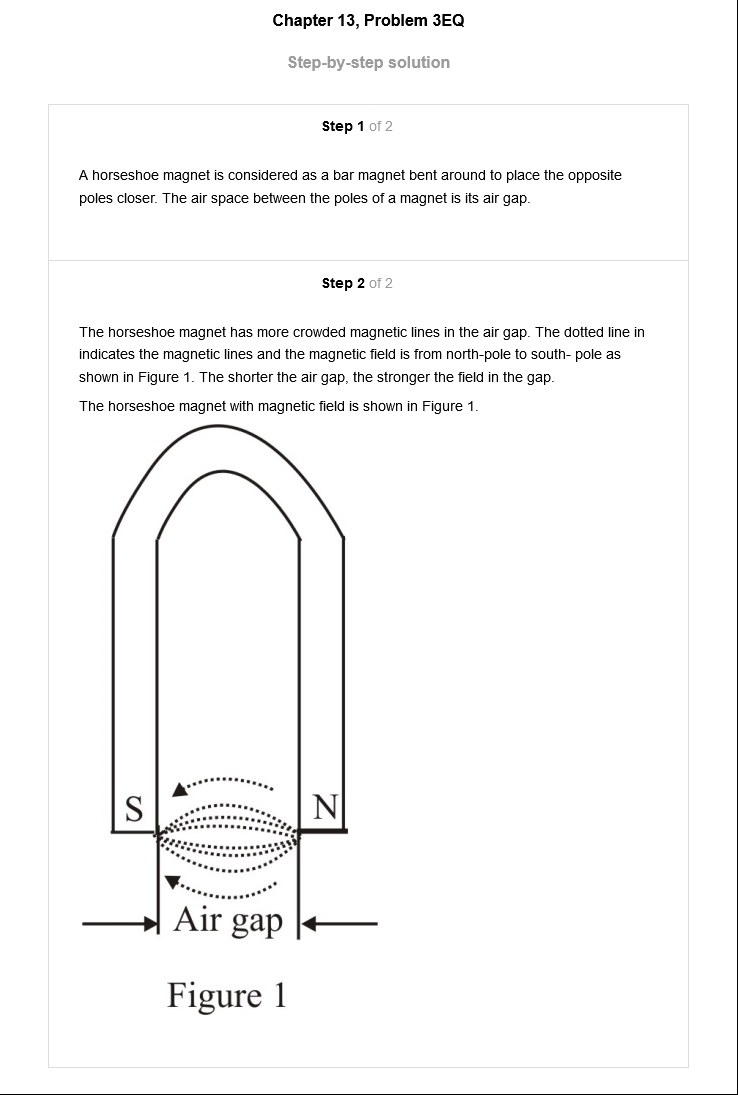 Chapter 13, Problem 3EQ
Step-by-step solution
Step 1 of 2
A horseshoe magnet is considered as a bar magnet bent around to place the opposite
poles closer. The air space between the poles of a magnet is its air gap.
Step 2 of 2
The horseshoe magnet has more crowded magnetic lines in the air gap. The dotted line in
indicates the magnetic lines and the magnetic field is from north-pole to south- pole as
shown in Figure 1. The shorter the air gap, the stronger the field in the gap.
The horseshoe magnet with magnetic field is shown in Figure 1.
S
N
Air gap
Figure 1